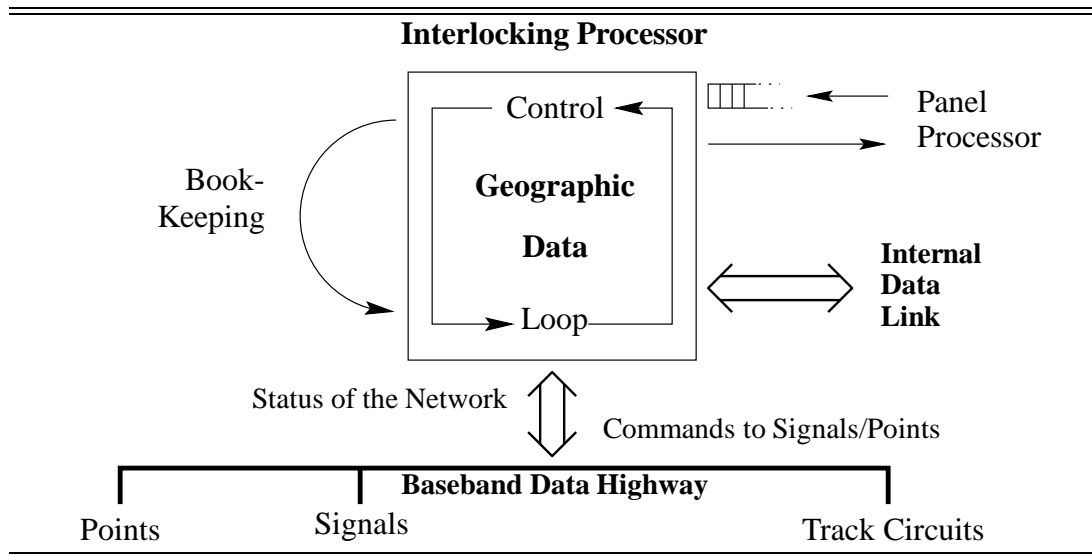 Interlocking Processor
Control
Panel
Processor
Book-
Keeping
Geographic
Data
Internal
Data
Link
Loop
Status of the Network
Commands to Signals/Points
Baseband Data Highway
Points
Signals
Track Circuits